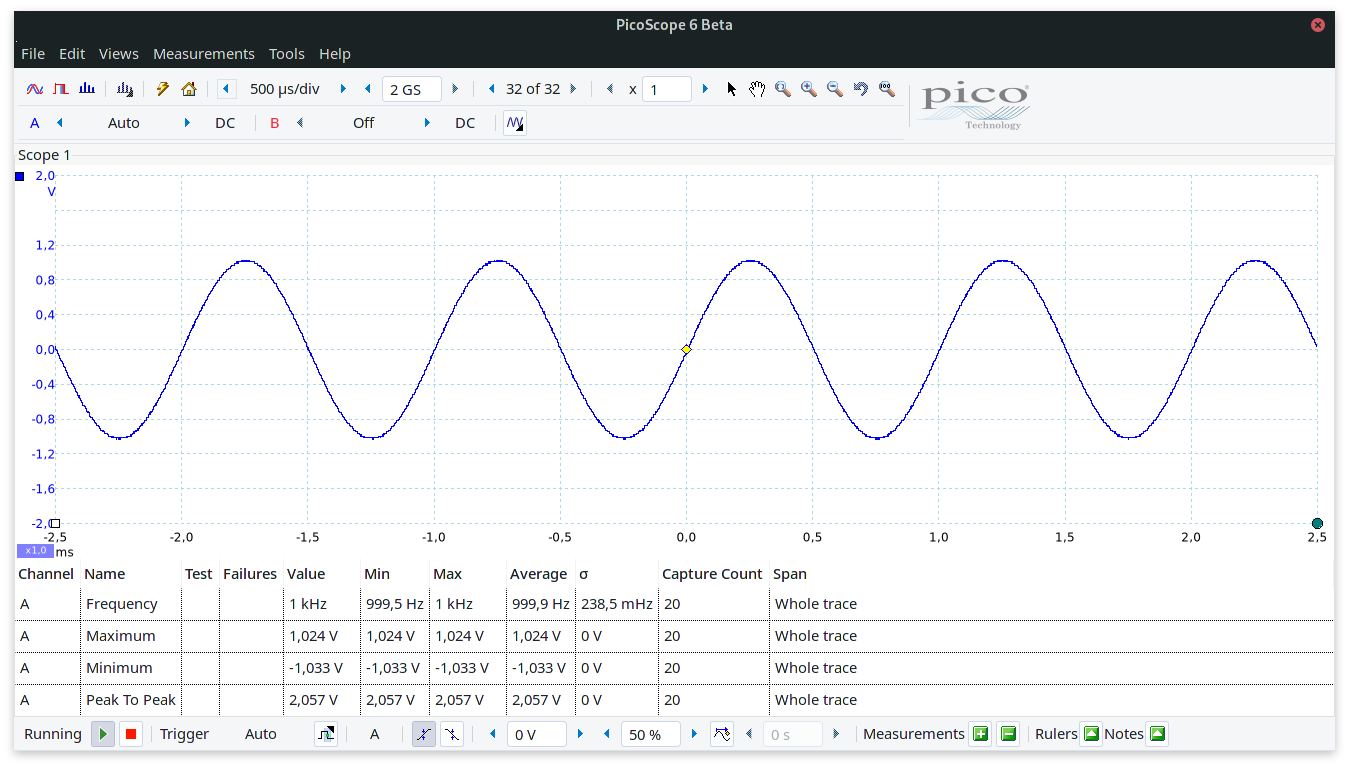 PicoScope 6 Beta
File Edit Views Measurements Tools Help
500 µs/div 2 GS 32 of 32 x 1
pico
Technology
A Auto DC B Off DC
Scope 1
2,0
V
1,2
0,8
0,4
0,0
-0,4
-0,8
-1,2
-1,6
-2,0
-2,5 -2,0 -1,5 -1,0 -0,5 0,0 0,5 1,0 1,5 2,0 2,5
x1,0 ms
Channel Name Test Failures Value Min Max Average σ Capture Count Span
A Frequency 1 kHz 999,5 Hz 1 kHz 999,9 Hz 238,5 mHz 20 Whole trace
A Maximum 1,024 V 1,024 V 1,024 V 1,024 V 0 V 20 Whole trace
A Minimum -1,033 V -1,033 V -1,033 V -1,033 V 0 V 20 Whole trace
A Peak To Peak 2,057 V 2,057 V 2,057 V 2,057 V 0 V 20 Whole trace
Running Trigger Auto A 0 V 50 % 0 s Measurements Rulers Notes